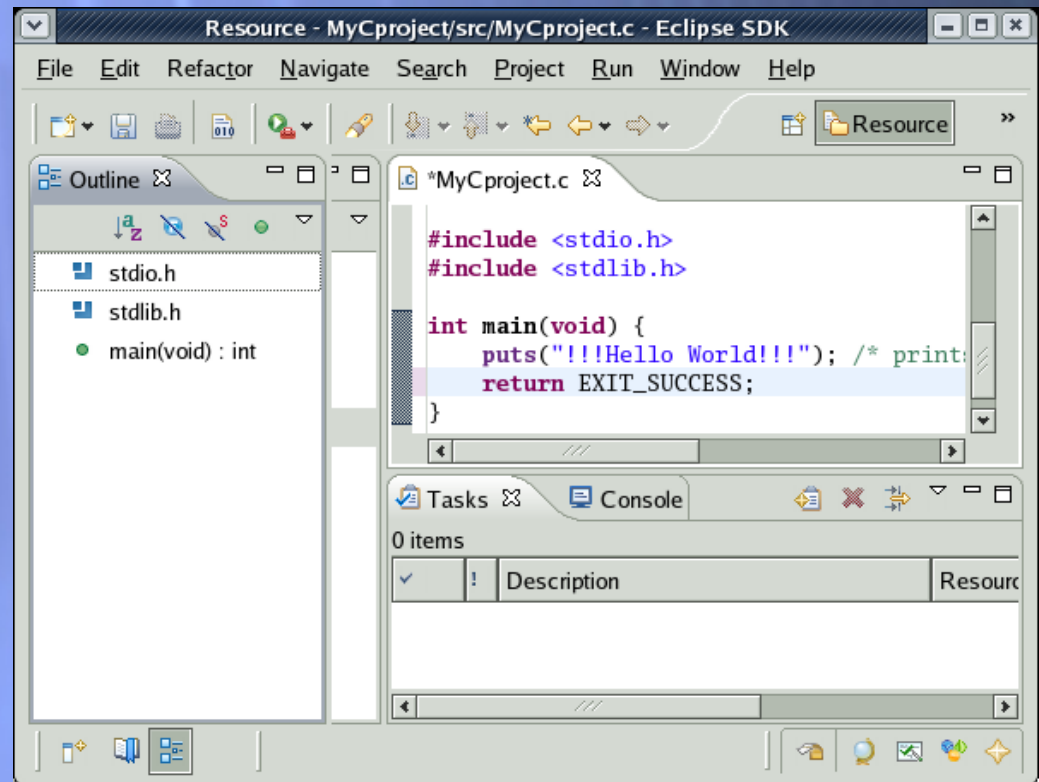 Resource - MyCproject/src/MyCproject.c - Eclipse SDK
File Edit Refactor Navigate Search Project Run Window Help
010
Resource
»
Outline
a
z
S
stdio.h
stdlib.h
main(void) : int
.c *MyCproject.c
#include <stdio.h>
#include <stdlib.h>
int main(void) {
puts("!!!Hello World!!!"); /* prints
return EXIT_SUCCESS;
}
Tasks Console
0 items
! Description Resourc